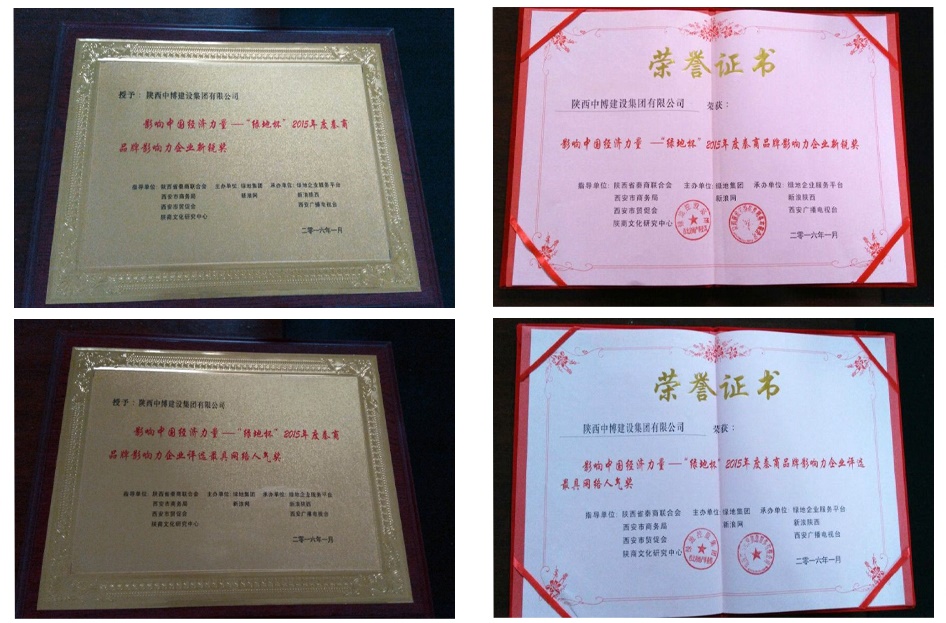 授予：陕西中博建设集团有限公司
影响中国经济力量—“绿地杯”2015年度秦商
品牌影响力企业新锐奖
指导单位：陕西省秦商联合会 主办单位：绿地集团 承办单位：绿地企业服务平台
西安市商务局 新浪网 新浪陕西
西安市贸促会 西安广播电视台
陕商文化研究中心
二零一六年一月
荣誉证书
陕西中博建设集团有限公司 荣获：
影响中国经济力量—“绿地杯”2015年度秦商品牌影响力企业新锐奖
指导单位：陕西省秦商联合会 主办单位：绿地集团 承办单位：绿地企业服务平台
西安市商务局 新浪网 新浪陕西
西安市贸促会 西安广播电视台
陕商文化研究中心
二零一六年一月
授予：陕西中博建设集团有限公司
影响中国经济力量—“绿地杯”2015年度秦商
品牌影响力企业评选最具网络人气奖
指导单位：陕西省秦商联合会 主办单位：绿地集团 承办单位：绿地企业服务平台
西安市商务局 新浪网 新浪陕西
西安市贸促会 西安广播电视台
陕商文化研究中心
二零一六年一月
荣誉证书
陕西中博建设集团有限公司 荣获：
影响中国经济力量—“绿地杯”2015年度秦商品牌影响力企业评选
最具网络人气奖
指导单位：陕西省秦商联合会 主办单位：绿地集团 承办单位：绿地企业服务平台
西安市商务局 新浪网 新浪陕西
西安市贸促会 西安广播电视台
陕商文化研究中心
二零一六年一月